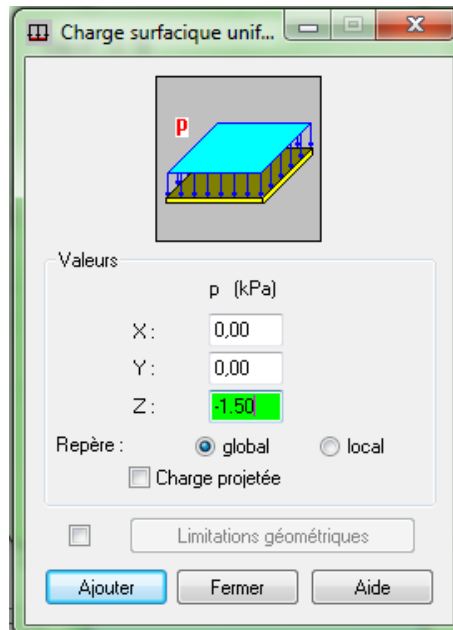 Charge surfacique unif...
p
Valeurs
p (kPa)
X : 0,00
Y : 0,00
Z : -1.50
Repère : global local
Charge projetée
Limitations géométriques
Ajouter Fermer Aide